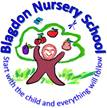 Blagdon Nursery School
Start with the child and everything will follow